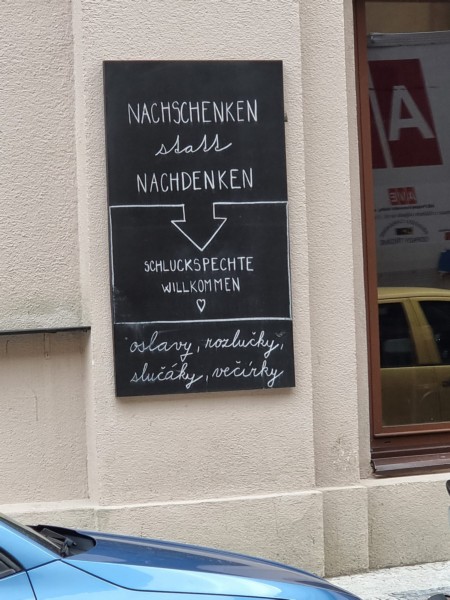 NACHSCHENKEN
statt
NACHDENKEN
SCHLUCKSPECHTE
WILLKOMMEN
oslavy, rozlučky,
slučáky, večírky